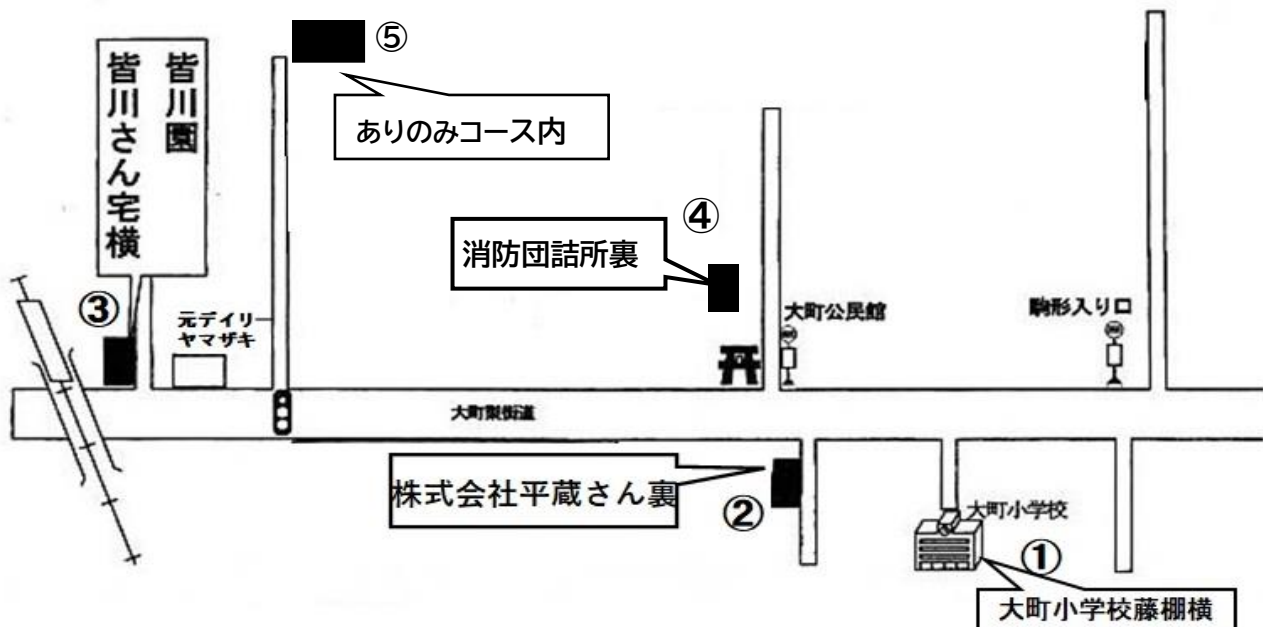 ⑤
ありのみコース内
皆川園
皆川さん宅横
③
元デイリー
ヤマザキ
④
消防団詰所裏
大町公民館
駒形入り口
大町梨街道
株式会社平蔵さん裏
②
大町小学校
①
大町小学校藤棚横